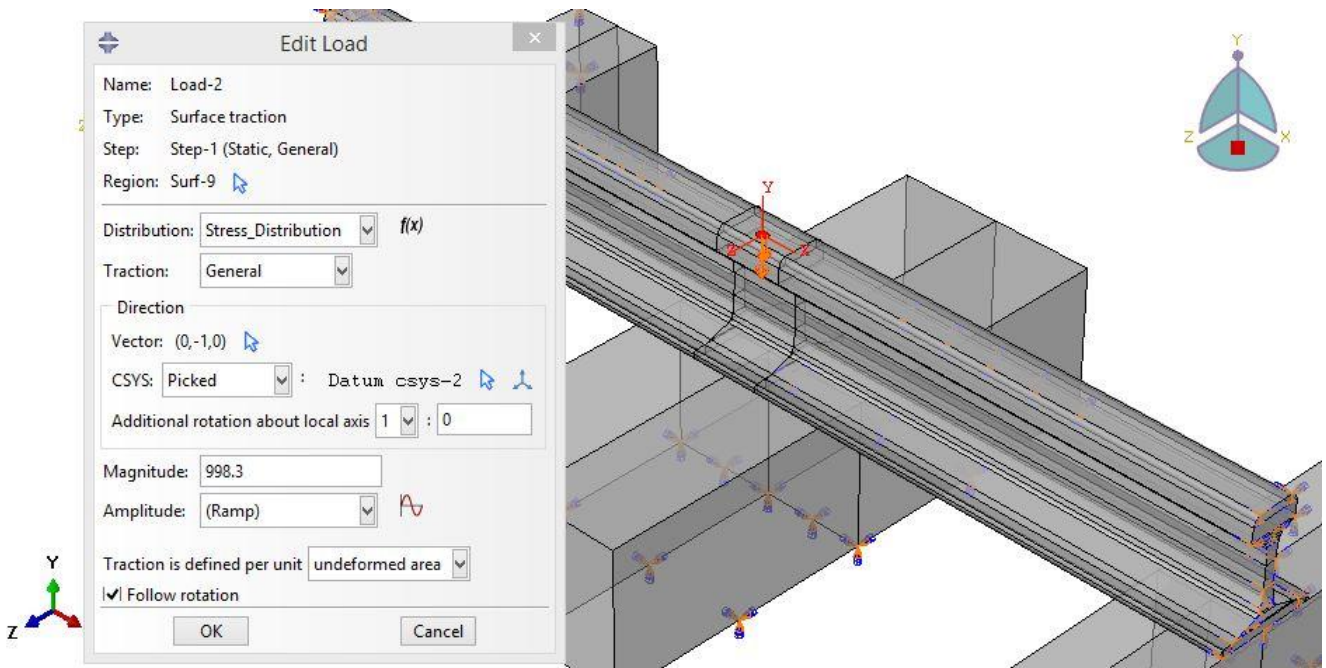 Edit Load
Name: Load-2
Type: Surface traction
Step: Step-1 (Static, General)
Region: Surf-9
Distribution: Stress_Distribution f(x)
Traction: General
Direction
Vector: (0,-1,0)
CSYS: Picked : Datum csys-2
Additional rotation about local axis 1 : 0
Magnitude: 998.3
Amplitude: (Ramp)
Traction is defined per unit undeformed area
Follow rotation
OK Cancel
Y
Z
Y
Z X
Y